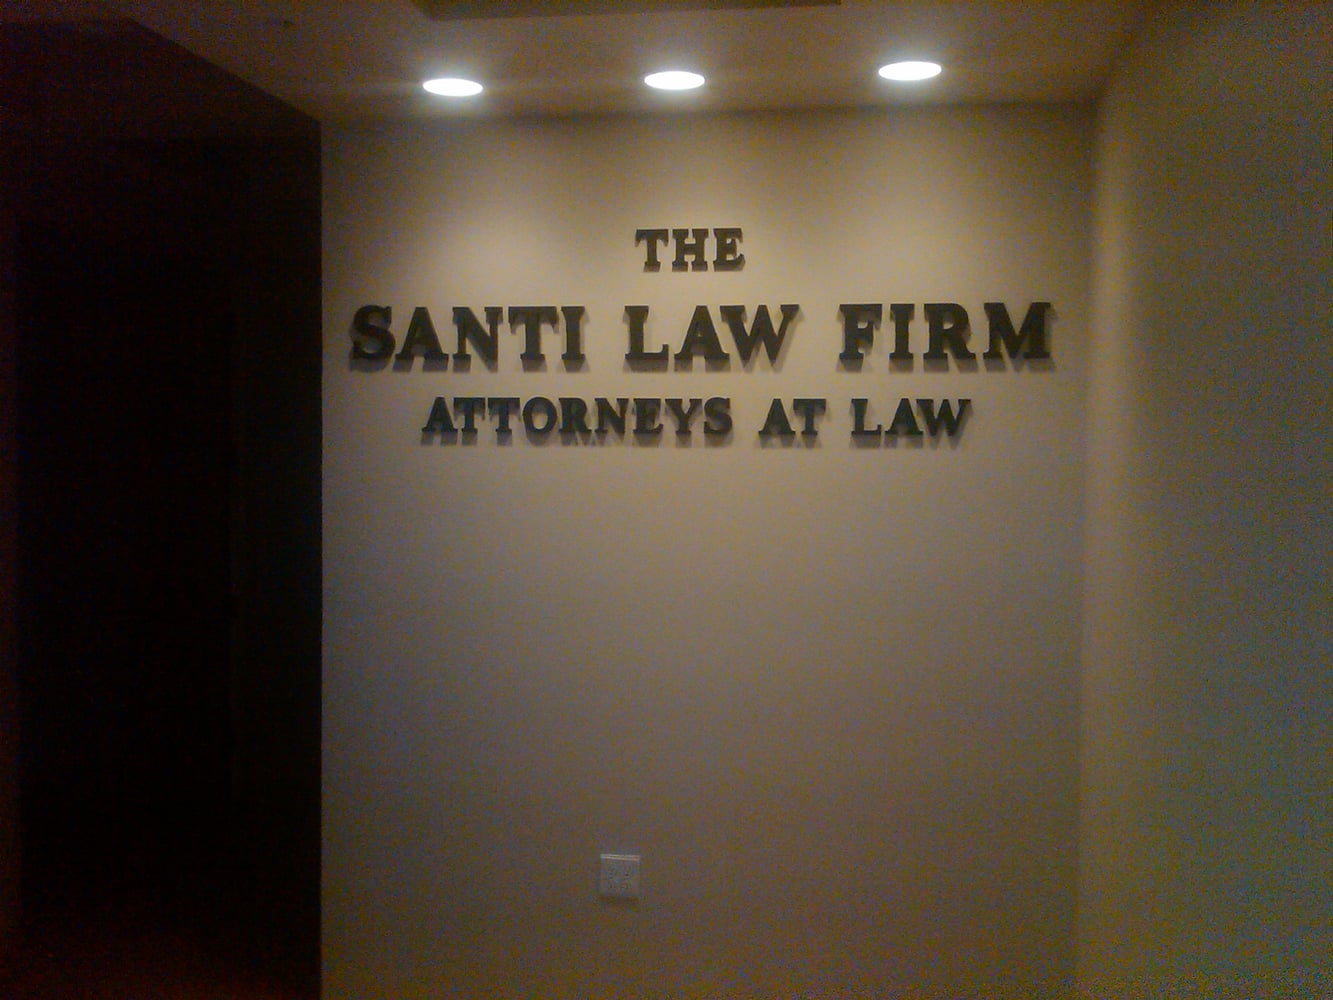 THE
SANTI LAW FIRM
ATTORNEYS AT LAW